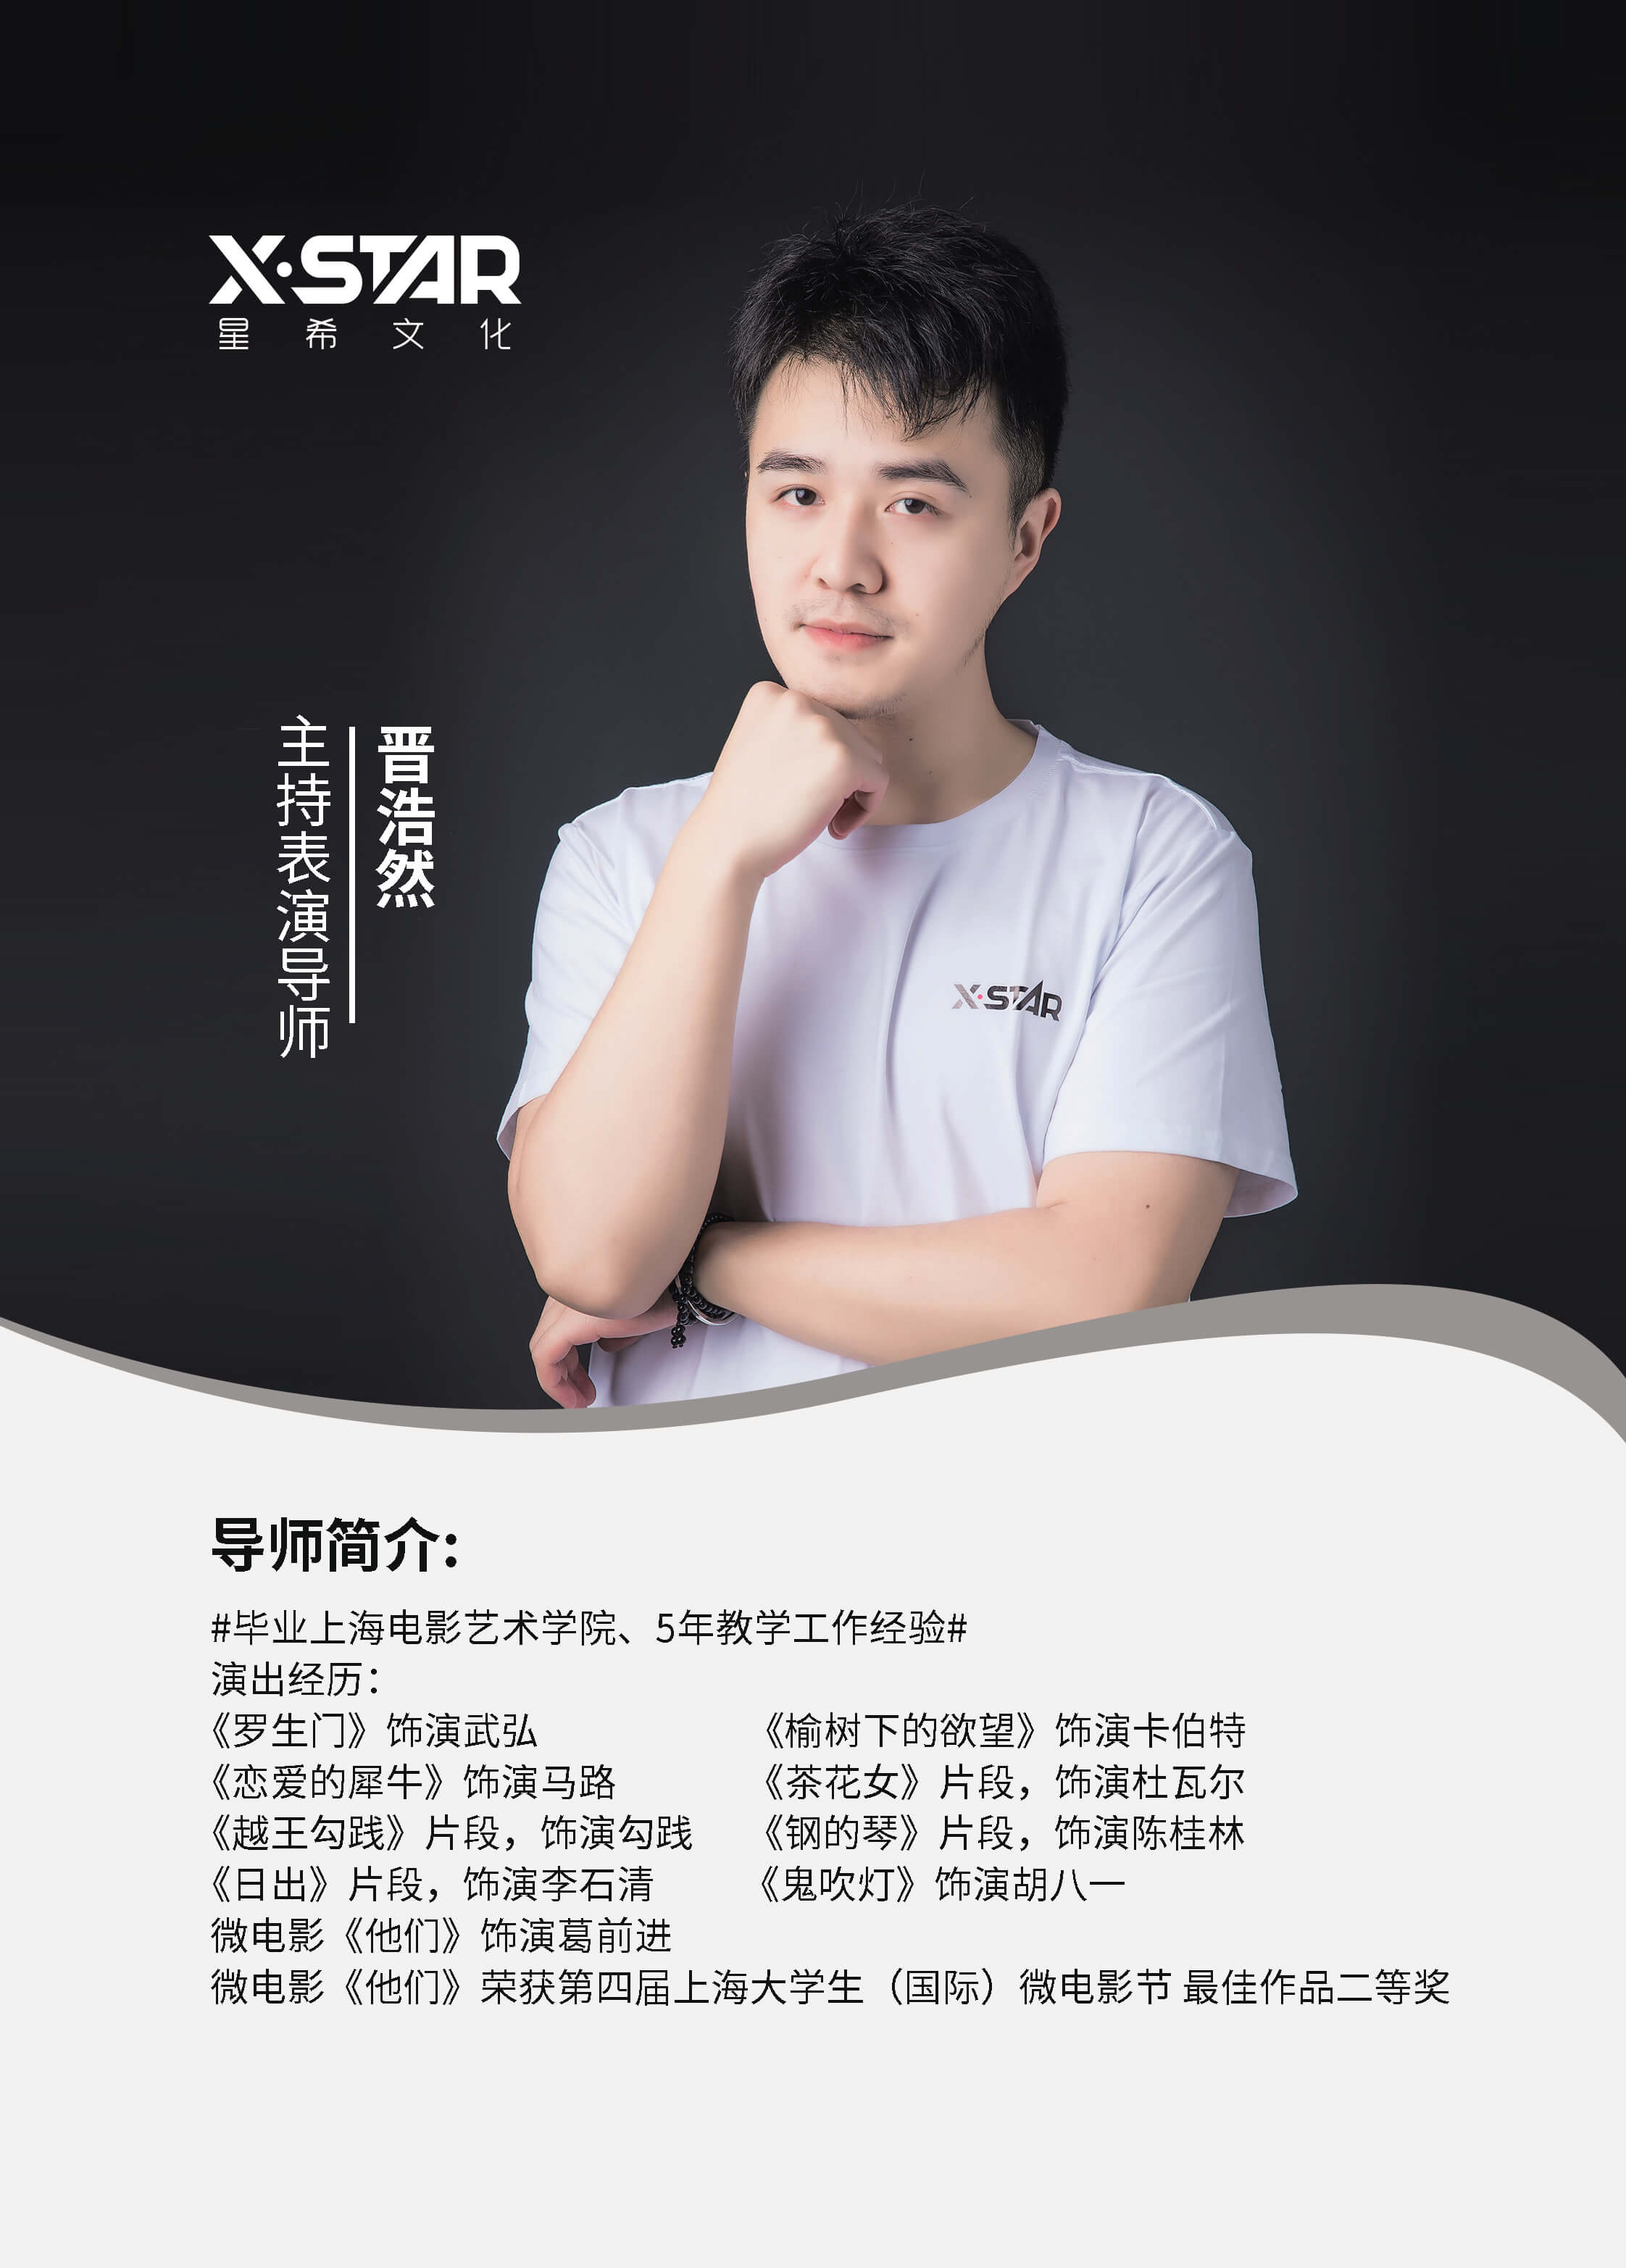 X·STAR
星希文化
晋浩然
主持表演导师
X·STAR
导师简介:
#毕业上海电影艺术学院、5年教学工作经验#
演出经历：
《罗生门》饰演武弘
《榆树下的欲望》饰演卡伯特
《恋爱的犀牛》饰演马路
《茶花女》片段，饰演杜瓦尔
《越王勾践》片段，饰演勾践
《钢的琴》片段，饰演陈桂林
《日出》片段，饰演李石清
《鬼吹灯》饰演胡八一
微电影《他们》饰演葛前进
微电影《他们》荣获第四届上海大学生（国际）微电影节 最佳作品二等奖